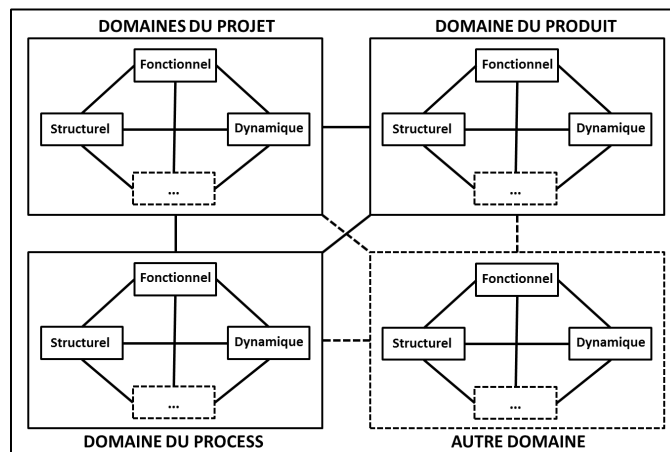 DOMAINES DU PROJET
DOMAINE DU PRODUIT
Fonctionnel
Structurel
Dynamique
...
Fonctionnel
Structurel
Dynamique
...
Fonctionnel
Structurel
Dynamique
...
Fonctionnel
Structurel
Dynamique
...
DOMAINE DU PROCESS
AUTRE DOMAINE